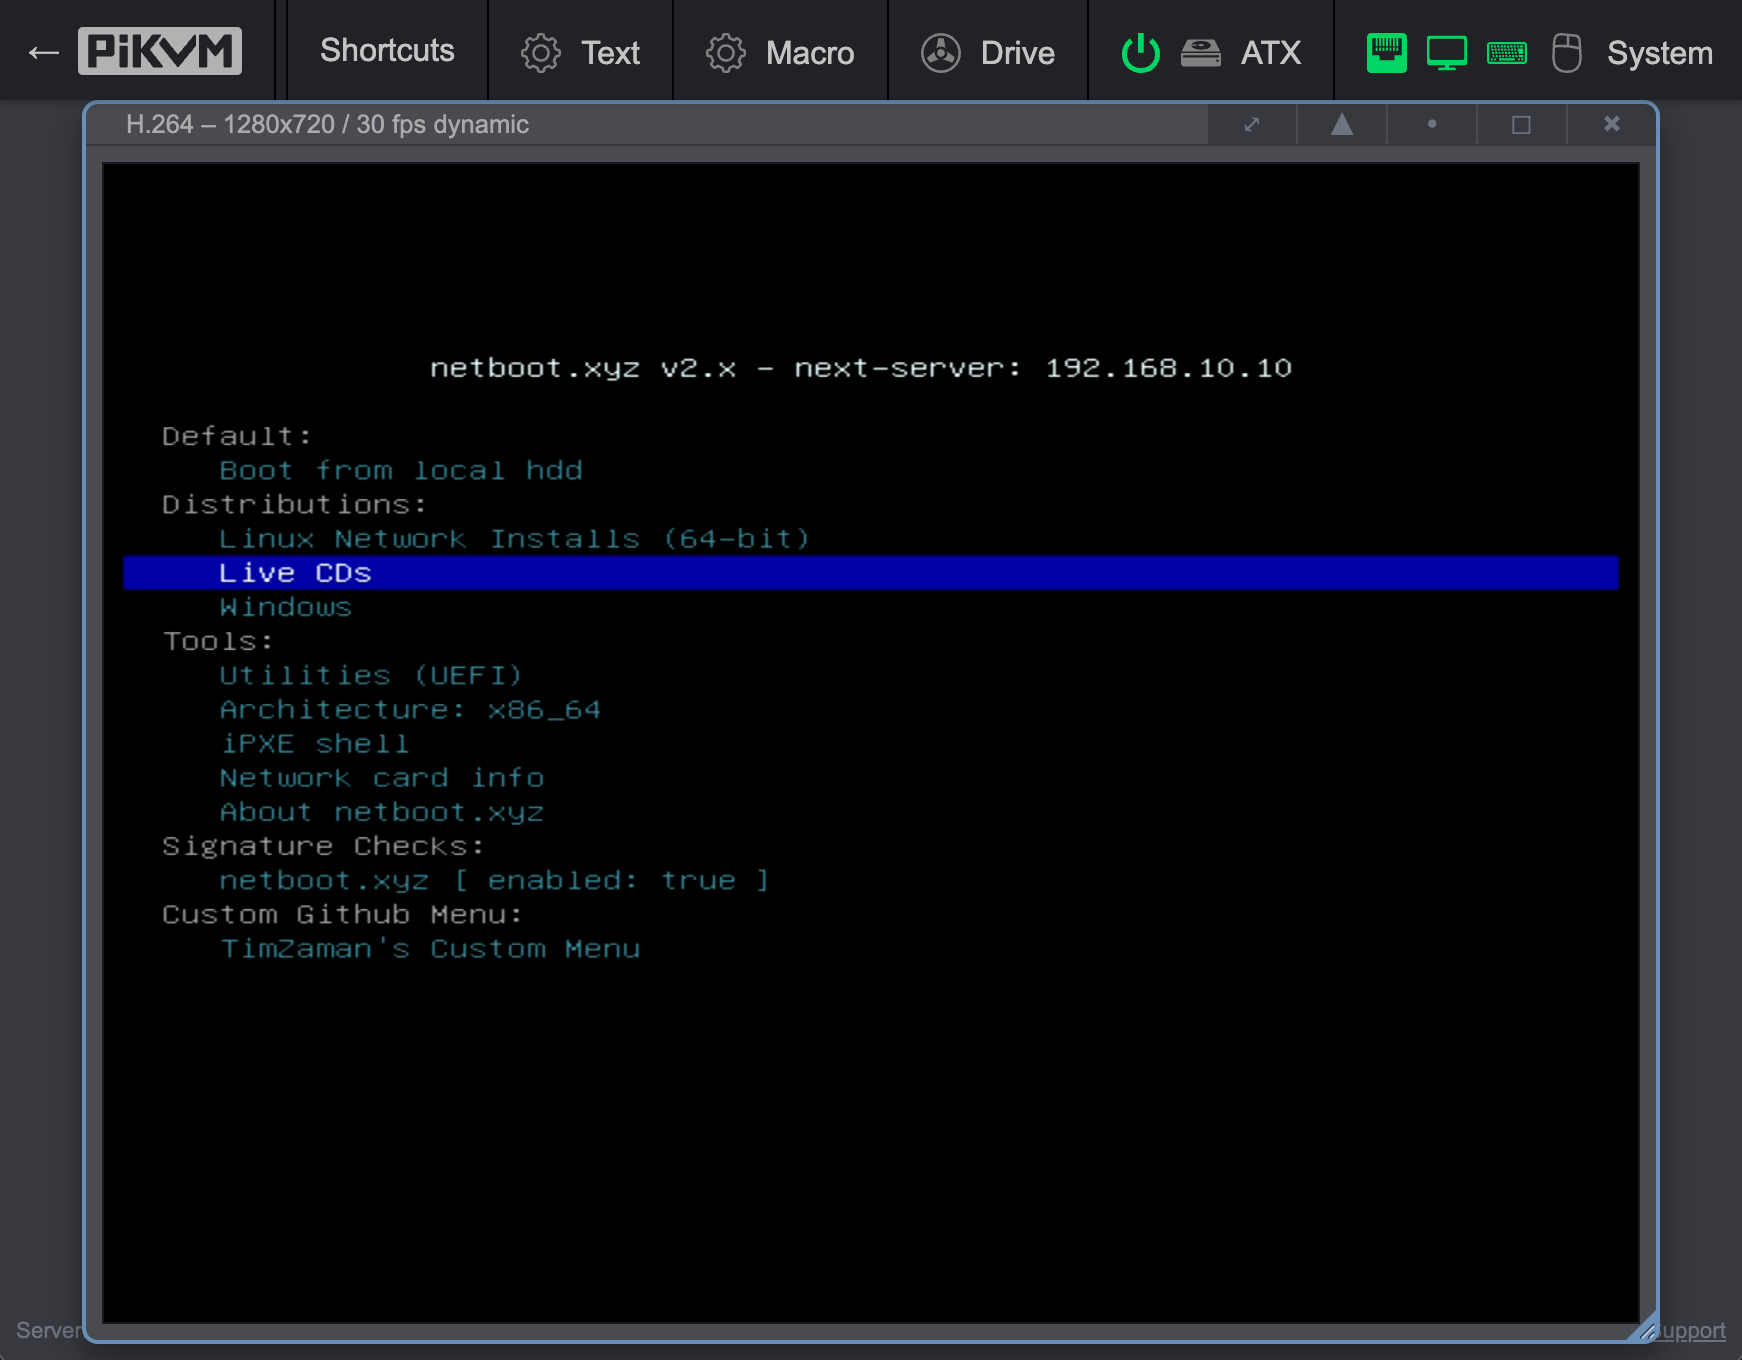 ← PiKVM Shortcuts Text Macro Drive ATX System
H.264 – 1280x720 / 30 fps dynamic
netboot.xyz v2.x - next-server: 192.168.10.10
Default:
Boot from local hdd
Distributions:
Linux Network Installs (64-bit)
Live CDs
Windows
Tools:
Utilities (UEFI)
Architecture: x86_64
iPXE shell
Network card info
About netboot.xyz
Signature Checks:
netboot.xyz [ enabled: true ]
Custom Github Menu:
TimZaman's Custom Menu
Server upport